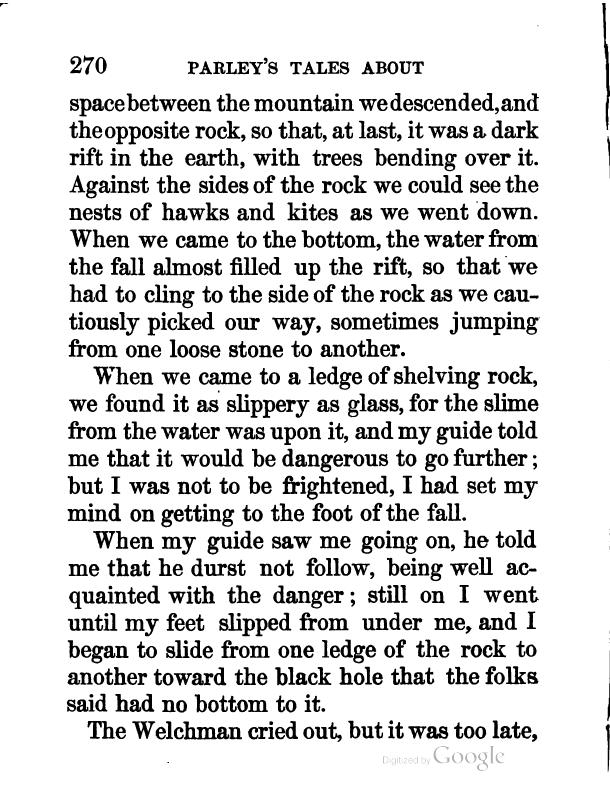 270 PARLEY'S TALES ABOUT
space between the mountain we descended, and
the opposite rock, so that, at last, it was a dark
rift in the earth, with trees bending over it.
Against the sides of the rock we could see the
nests of hawks and kites as we went down.
When we came to the bottom, the water from
the fall almost filled up the rift, so that we
had to cling to the side of the rock as we cau-
tiously picked our way, sometimes jumping
from one loose stone to another.
When we came to a ledge of shelving rock,
we found it as slippery as glass, for the slime
from the water was upon it, and my guide told
me that it would be dangerous to go further;
but I was not to be frightened, I had set my
mind on getting to the foot of the fall.
When my guide saw me going on, he told
me that he durst not follow, being well ac-
quainted with the danger; still on I went
until my feet slipped from under me, and I
began to slide from one ledge of the rock to
another toward the black hole that the folks
said had no bottom to it.
The Welchman cried out, but it was too late,
Digitized by Google